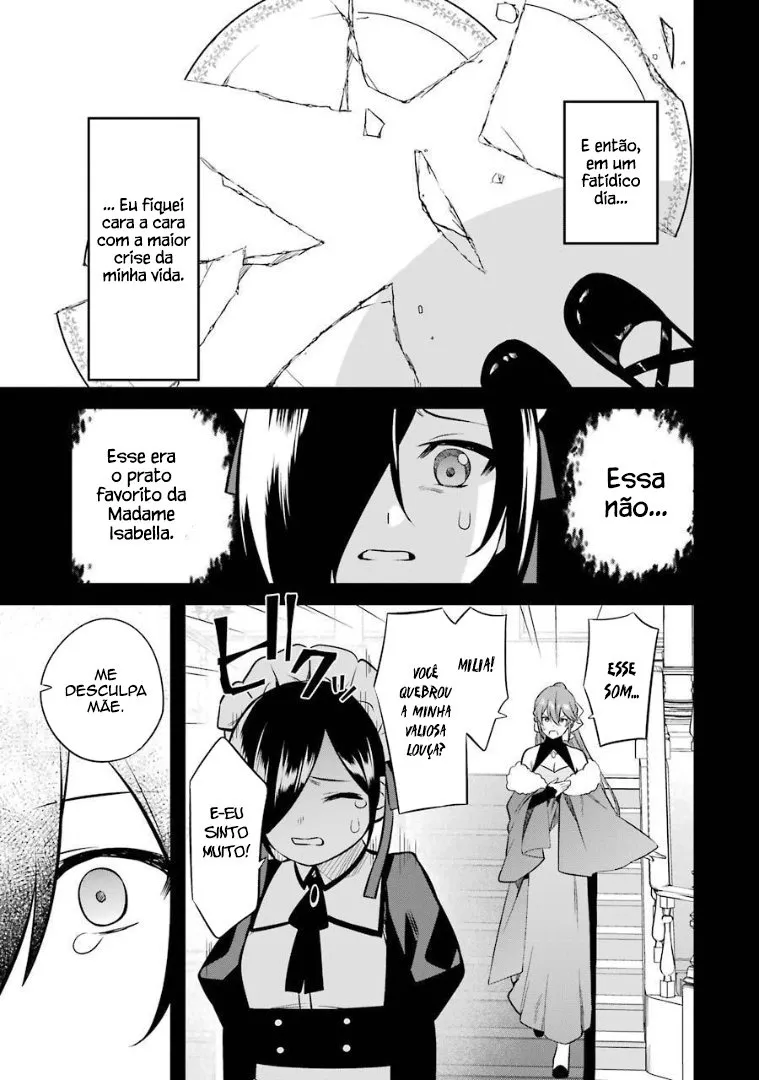 E então,
em um
fatídico
dia...
... Eu fiquei
cara a cara
com a maior
crise da
minha vida.
Essa
não...
Esse era
o prato
favorito da
Madame
Isabella.
ESSE
SOM...
MILIA!
VOCÊ
QUEBROU
A MINHA
VALIOSA
LOUÇA?
ビクッ
E-EU
SINTO
MUITO!
ME
DESCULPA
MÃE.